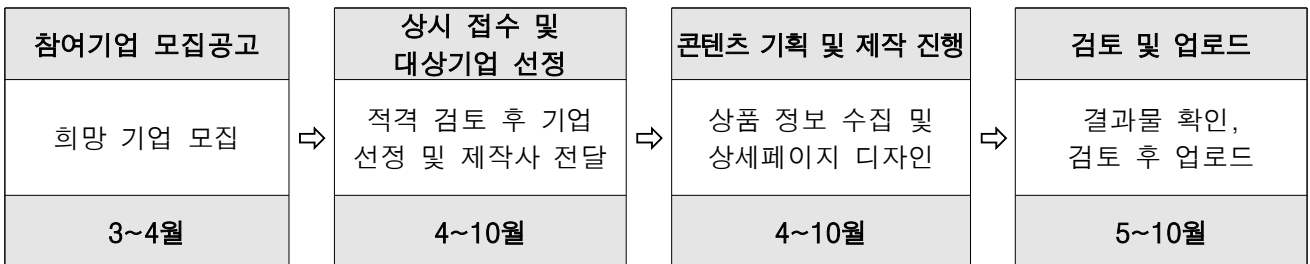 참여기업 모집공고
희망 기업 모집
3~4월
⇨
상시 접수 및
대상기업 선정
적격 검토 후 기업
선정 및 제작사 전달
4~10월
⇨
콘텐츠 기획 및 제작 진행
상품 정보 수집 및
상세페이지 디자인
4~10월
⇨
검토 및 업로드
결과물 확인,
검토 후 업로드
5~10월